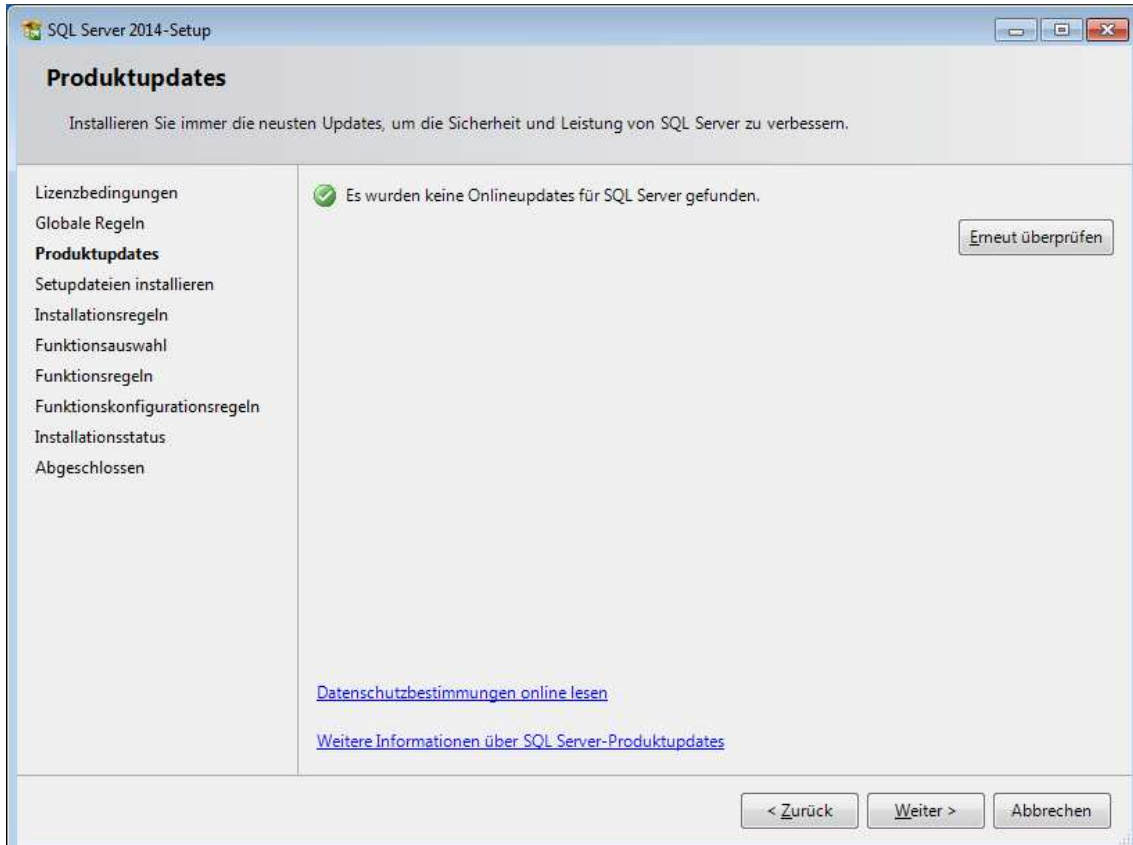 SQL Server 2014-Setup
Produktupdates
Installieren Sie immer die neusten Updates, um die Sicherheit und Leistung von SQL Server zu verbessern.
Lizenzbedingungen
Globale Regeln
Produktupdates
Setupdateien installieren
Installationsregeln
Funktionsauswahl
Funktionsregeln
Funktionskonfigurationsregeln
Installationsstatus
Abgeschlossen
Es wurden keine Onlineupdates für SQL Server gefunden.
Erneut überprüfen
Datenschutzbestimmungen online lesen
Weitere Informationen über SQL Server-Produktupdates
< Zurück
Weiter >
Abbrechen